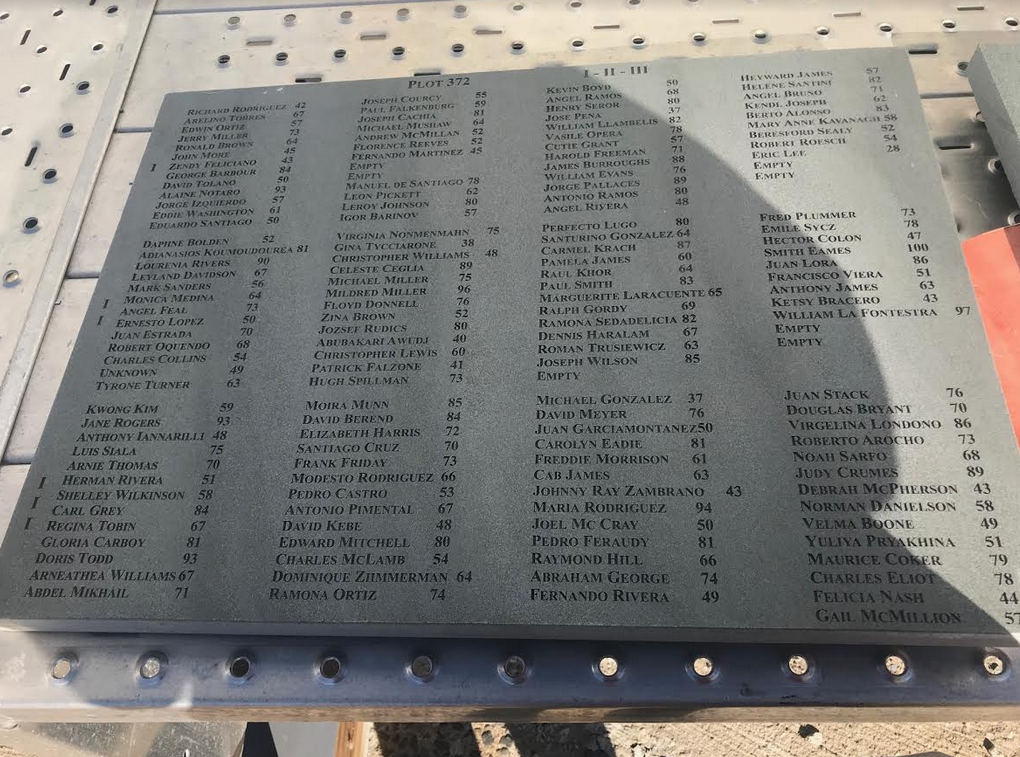 PLOT 372
I - II - III
RICHARD RODRIGUEZ 42
ABELINO TORRES 67
EDWIN ORTIZ 57
JERRY MILLER 73
RONALD BROWN 64
JOHN MORE 45
I ZENDY FELICIANO 43
GEORGE BARBOUR 84
DAVID TOLANO 50
ALAINE NOTARO 93
JORGE IZQUIERDO 57
EDDIE WASHINGTON 61
EDUARDO SANTIAGO 50
DAPHNE BOLDEN 52
ADIANASIOS KOUMOUDOUREA 81
LOURENIA RIVERS 90
LEYLAND DAVIDSON 67
MARK SANDERS 56
MONICA MEDINA 64
I ANGEL FEAL 73
I ERNESTO LOPEZ 50
JUAN ESTRADA 70
ROBERT OQUENDO 68
CHARLES COLLINS 54
UNKNOWN 49
TYRONE TURNER 63
KWONG KIM 59
JANE ROGERS 93
ANTHONY IANNARILLI 48
LUIS SIALA 75
ARNIE THOMAS 70
HERMAN RIVERA 51
I SHELLEY WILKINSON 58
I CARL GREY 84
I REGINA TOBIN 67
GLORIA CARBOY 81
DORIS TODD 93
ARNEATHEA WILLIAMS 67
ABDEL MIKHAIL 71
JOSEPH COURCY 55
PAUL FALKENBURG 59
JOSEPH CACHIA 81
MICHAEL MUSHAW 64
ANDREW MCMILLAN 52
FLORENCE REEVES 52
FERNANDO MARTINEZ 45
EMPTY
EMPTY
MANUEL DE SANTIAGO 78
LEON PICKETT 62
LEROY JOHNSON 80
IGOR BARINOV 57
VIRGINIA NONMENMAHN 75
GINA TYCCIARONE 38
CHRISTOPHER WILLIAMS 48
CELESTE CEGLIA 89
MICHAEL MILLER 75
MILDRED MILLER 96
FLOYD DONNELL 76
ZINA BROWN 52
JOZSEF RUDICS 80
ABUBAKARI AWUDJ 40
CHRISTOPHER LEWIS 60
PATRICK FALZONE 41
HUGH SPILLMAN 73
MOIRA MUNN 85
DAVID BEREND 84
ELIZABETH HARRIS 72
SANTIAGO CRUZ 70
FRANK FRIDAY 73
MODESTO RODRIGUEZ 66
PEDRO CASTRO 53
ANTONIO PIMENTAL 67
DAVID KEBE 48
EDWARD MITCHELL 80
CHARLES MCLAMB 54
DOMINIQUE ZHMMERMAN 64
RAMONA ORTIZ 74
KEVIN BOYD 50
ANGEL RAMOS 68
HENRY SEROR 80
JOSE PENA 37
WILLIAM LLAMBELIS 82
VASILE OPERA 78
CUTIE GRANT 57
HAROLD FREEMAN 71
JAMES BURROUGHS 88
WILLIAM EVANS 76
JORGE PALLACES 89
ANTONIO RAMOS 80
ANGEL RIVERA 48
PERFECTO LUGO 80
SANTURINO GONZALEZ 64
CARMEL KRACH 87
PAMELA JAMES 60
RAUL KHOR 64
PAUL SMITH 83
MARGUERITE LARACUENTE 65
RALPH GORDY 69
RAMONA SEDADELICIA 82
DENNIS HARALAM 67
ROMAN TRUSIEWICZ 63
JOSEPH WILSON 85
EMPTY
MICHAEL GONZALEZ 37
DAVID MEYER 76
JUAN GARCIAMONTANEZ 50
CAROLYN EADIE 81
FREDDIE MORRISON 61
CAB JAMES 63
JOHNNY RAY ZAMBRANO 43
MARIA RODRIGUEZ 94
JOEL MC CRAY 50
PEDRO FERAUDY 81
RAYMOND HILL 66
ABRAHAM GEORGE 74
FERNANDO RIVERA 49
HEYWARD JAMES 57
HELENE SANTINI 82
ANGEL BRUNO 71
KENDL JOSEPH 62
BERTO ALONSO 83
MARY ANNE KAVANAGH 58
BERESFORD SEALY 52
ROBERT ROESCH 54
ERIC LEE 28
EMPTY
EMPTY
FRED PLUMMER 73
EMILE SYCZ 78
HECTOR COLON 47
SMITH EAMES 100
JUAN LORA 86
FRANCISCO VIERA 51
ANTHONY JAMES 63
KETSY BRACERO 43
WILLIAM LA FONTESTRA 97
EMPTY
EMPTY
JUAN STACK 76
DOUGLAS BRYANT 70
VIRGELINA LONDONO 86
ROBERTO AROCHO 73
NOAH SARFO 68
JUDY CRUMES 89
DEBRAH MCPHERSON 43
NORMAN DANIELSON 58
VELMA BOONE 49
YULIYA PRYAKHINA 51
MAURICE COKER 79
CHARLES ELIOT 78
FELICIA NASH 44
GAIL MCMILLION 57